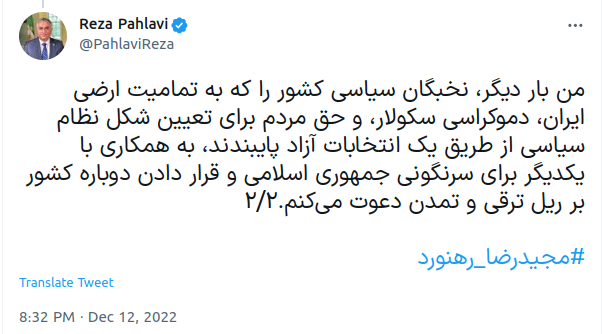 Reza Pahlavi
@PahlaviReza
من بار دیگر، نخبگان سیاسی کشور را که به تمامیت ارضی
ایران، دموکراسی سکولار، و حق مردم برای تعیین شکل نظام
سیاسی از طریق یک انتخابات آزاد پایبندند، به همکاری با
یکدیگر برای سرنگونی جمهوری اسلامی و قرار دادن دوباره کشور
بر ریل ترقی و تمدن دعوت می‌کنم.۲/۲
#مجیدرضا_رهنورد
Translate Tweet
8:32 PM · Dec 12, 2022